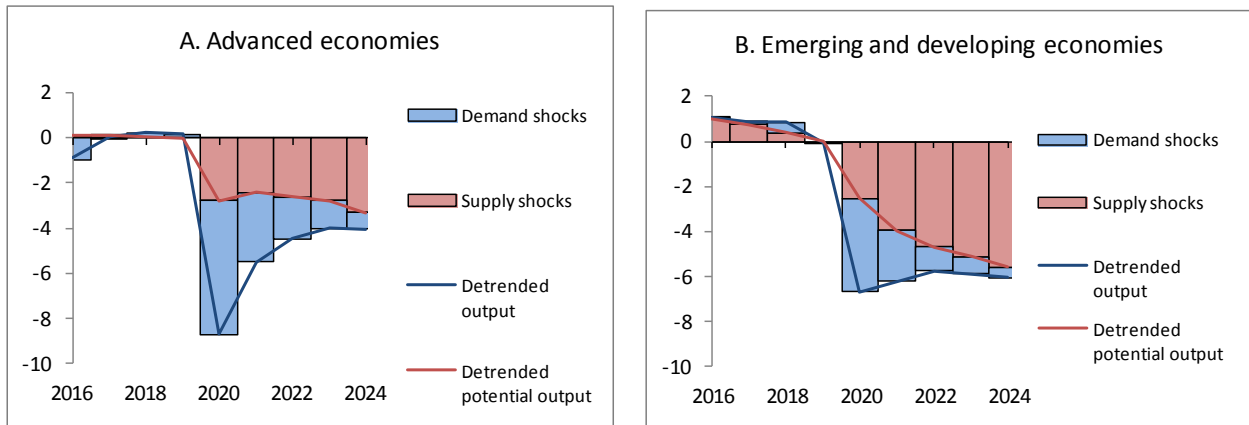 A. Advanced economies
2
0
-2
-4
-6
-8
-10
2016 2018 2020 2022 2024
Demand shocks
Supply shocks
Detrended
output
Detrended
potential output
B. Emerging and developing economies
2
0
-2
-4
-6
-8
-10
2016 2018 2020 2022 2024
Demand shocks
Supply shocks
Detrended
output
Detrended
potential output